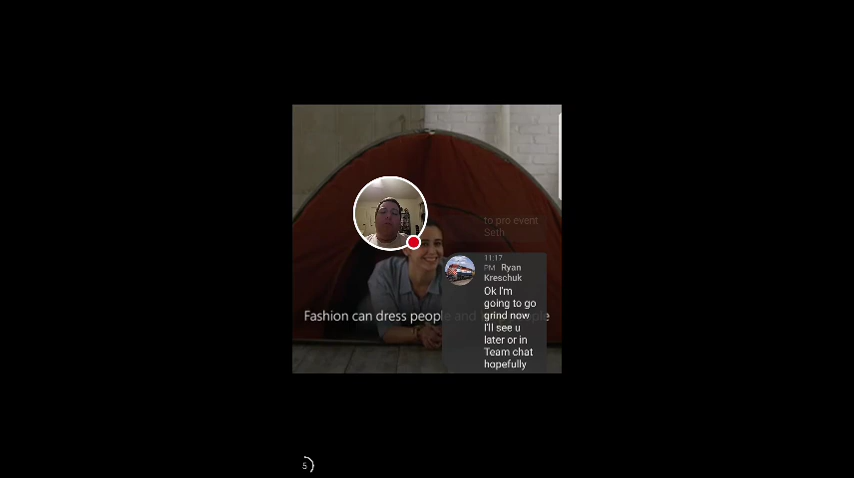 to pro event
Seth
11:17
PM Ryan
Kreschuk
Ok I'm
going to go
grind now
I'll see u
later or in
Team chat
hopefully
Fashion can dress people and
5